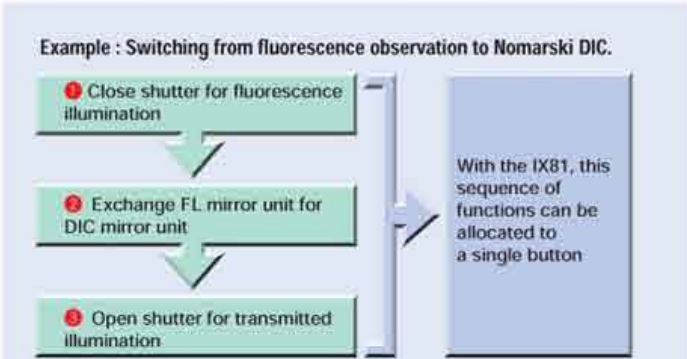 Example : Switching from fluorescence observation to Nomarski DIC.
1 Close shutter for fluorescence
illumination
2 Exchange FL mirror unit for
DIC mirror unit
3 Open shutter for transmitted
illumination
With the IX81, this
sequence of
functions can be
allocated to
a single button